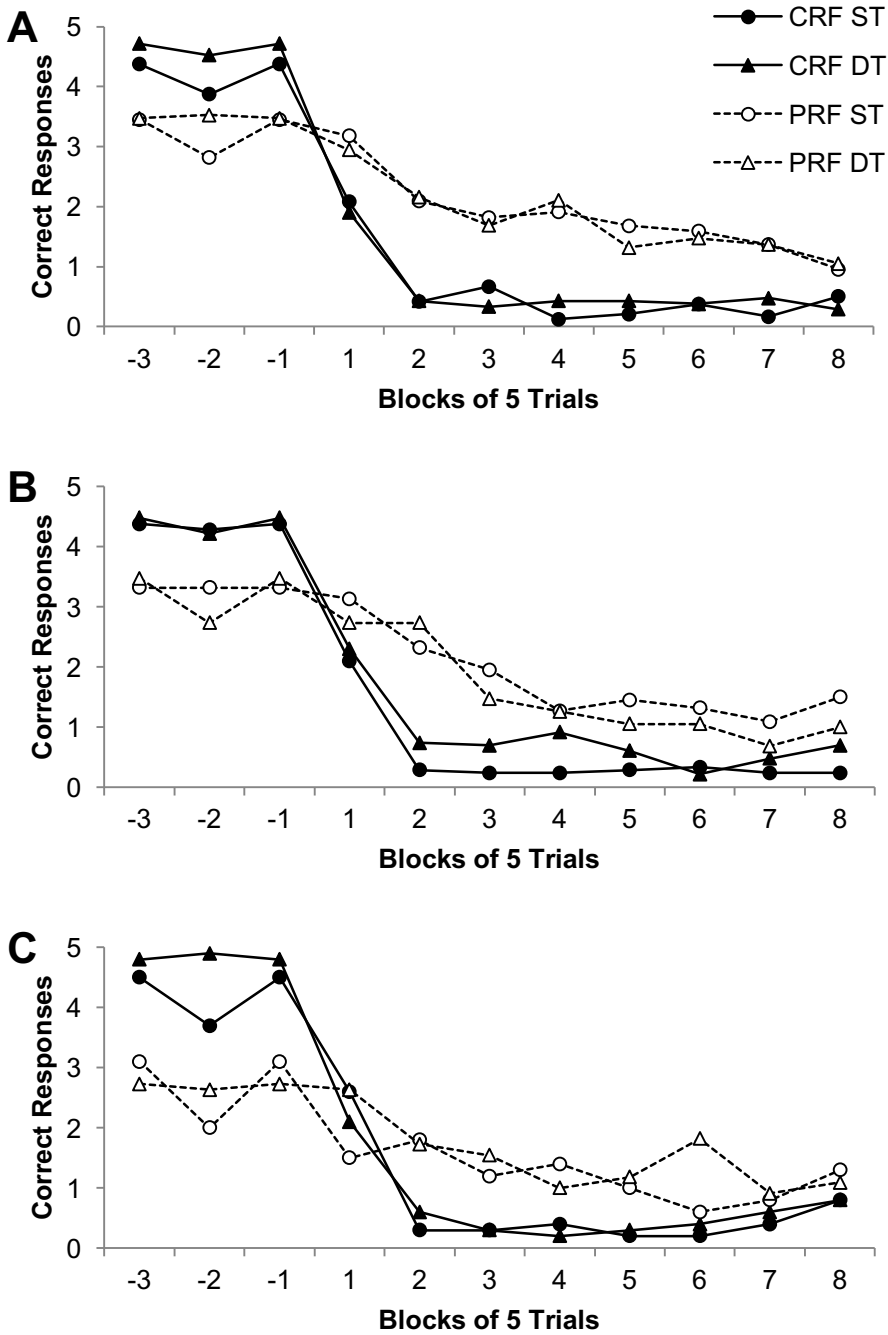 A
CRF ST
CRF DT
PRF ST
PRF DT
Correct Responses
5
4
3
2
1
0
-3 -2 -1 1 2 3 4 5 6 7 8
Blocks of 5 Trials
B
Correct Responses
5
4
3
2
1
0
-3 -2 -1 1 2 3 4 5 6 7 8
Blocks of 5 Trials
C
Correct Responses
5
4
3
2
1
0
-3 -2 -1 1 2 3 4 5 6 7 8
Blocks of 5 Trials